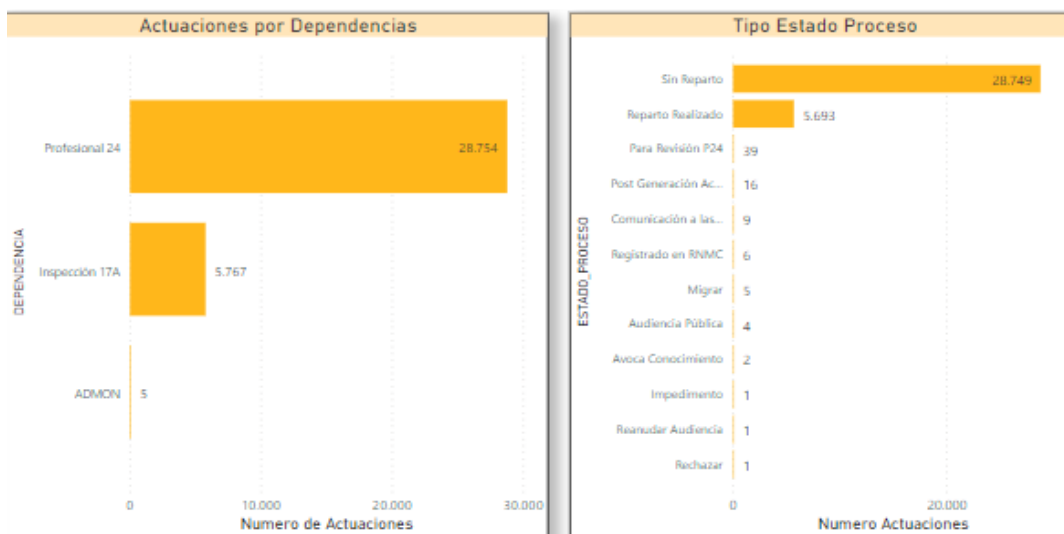 Actuaciones por Dependencias
DEPENDENCIA
Profesional 24
28.754
Inspección 17A
5.767
ADMON
5
0
10.000
20.000
30.000
Numero de Actuaciones
Tipo Estado Proceso
ESTADO_PROCESO
Sin Reparto
28.749
Reparto Realizado
5.693
Para Revisión P24
39
Post Generación Ac...
16
Comunicación a las...
9
Registrado en RNMC
6
Migrar
5
Audiencia Pública
4
Avoca Conocimiento
2
Impedimento
1
Reanudar Audiencia
1
Rechazar
1
0
20.000
Numero Actuaciones